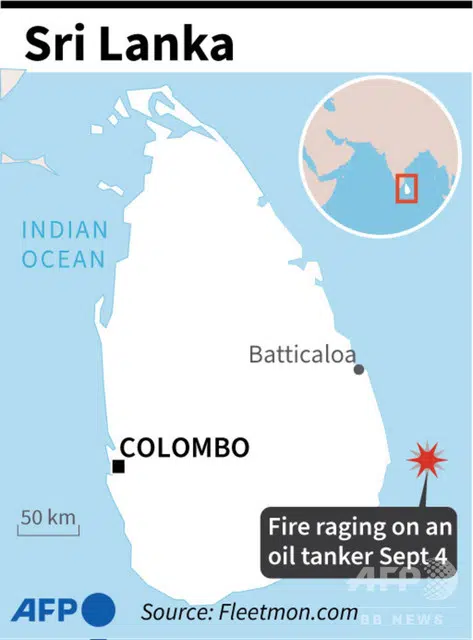 Sri Lanka
INDIAN
OCEAN
Batticaloa
COLOMBO
50 km
Fire raging on an
oil tanker Sept 4
AFP
BB NEWS
AFP
Source: Fleetmon.com